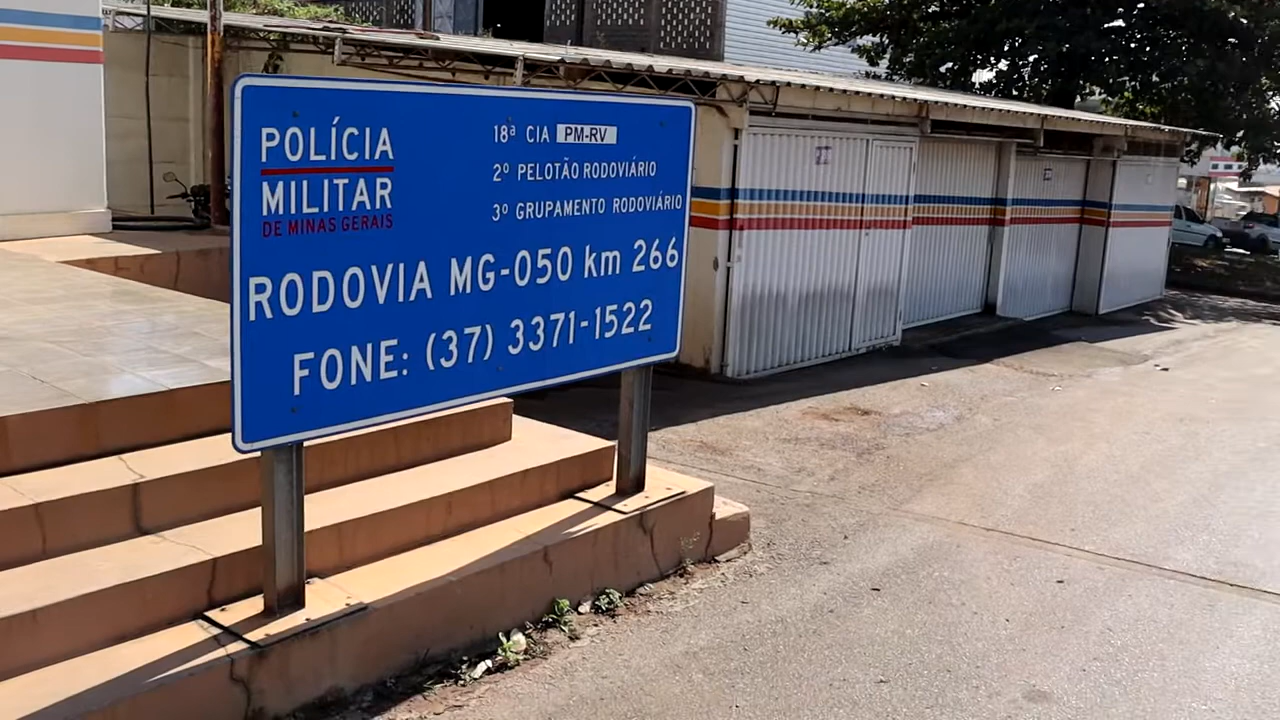 POLÍCIA
MILITAR
DE MINAS GERAIS
18ª CIA PM-RV
2º PELOTÃO RODOVIÁRIO
3º GRUPAMENTO RODOVIÁRIO
RODOVIA MG-050 km 266
FONE: (37) 3371-1522